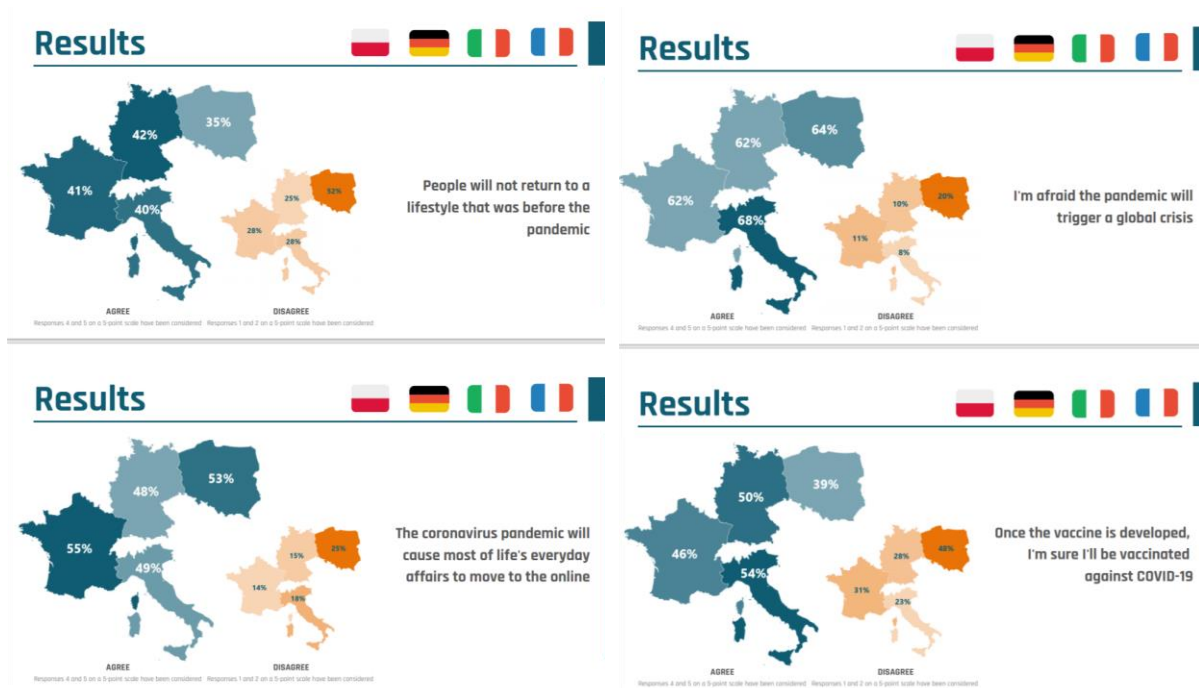 Results
42%
35%
41%
40%
25%
52%
28%
28%
People will not return to a
lifestyle that was before the
pandemic
AGREE
DISAGREE
Responses 4 and 5 on a 5-point scale have been considered
Responses 1 and 2 on a 5-point scale have been considered
Results
62%
64%
62%
68%
10%
20%
11%
8%
I'm afraid the pandemic will
trigger a global crisis
AGREE
DISAGREE
Responses 4 and 5 on a 5-point scale have been considered
Responses 1 and 2 on a 5-point scale have been considered
Results
48%
53%
55%
49%
15%
25%
14%
18%
The coronavirus pandemic will
cause most of life's everyday
affairs to move to the online
AGREE
DISAGREE
Responses 4 and 5 on a 5-point scale have been considered
Responses 1 and 2 on a 5-point scale have been considered
Results
50%
39%
46%
54%
28%
48%
31%
23%
Once the vaccine is developed,
I'm sure I'll be vaccinated
against COVID-19
AGREE
DISAGREE
Responses 4 and 5 on a 5-point scale have been considered
Responses 1 and 2 on a 5-point scale have been considered